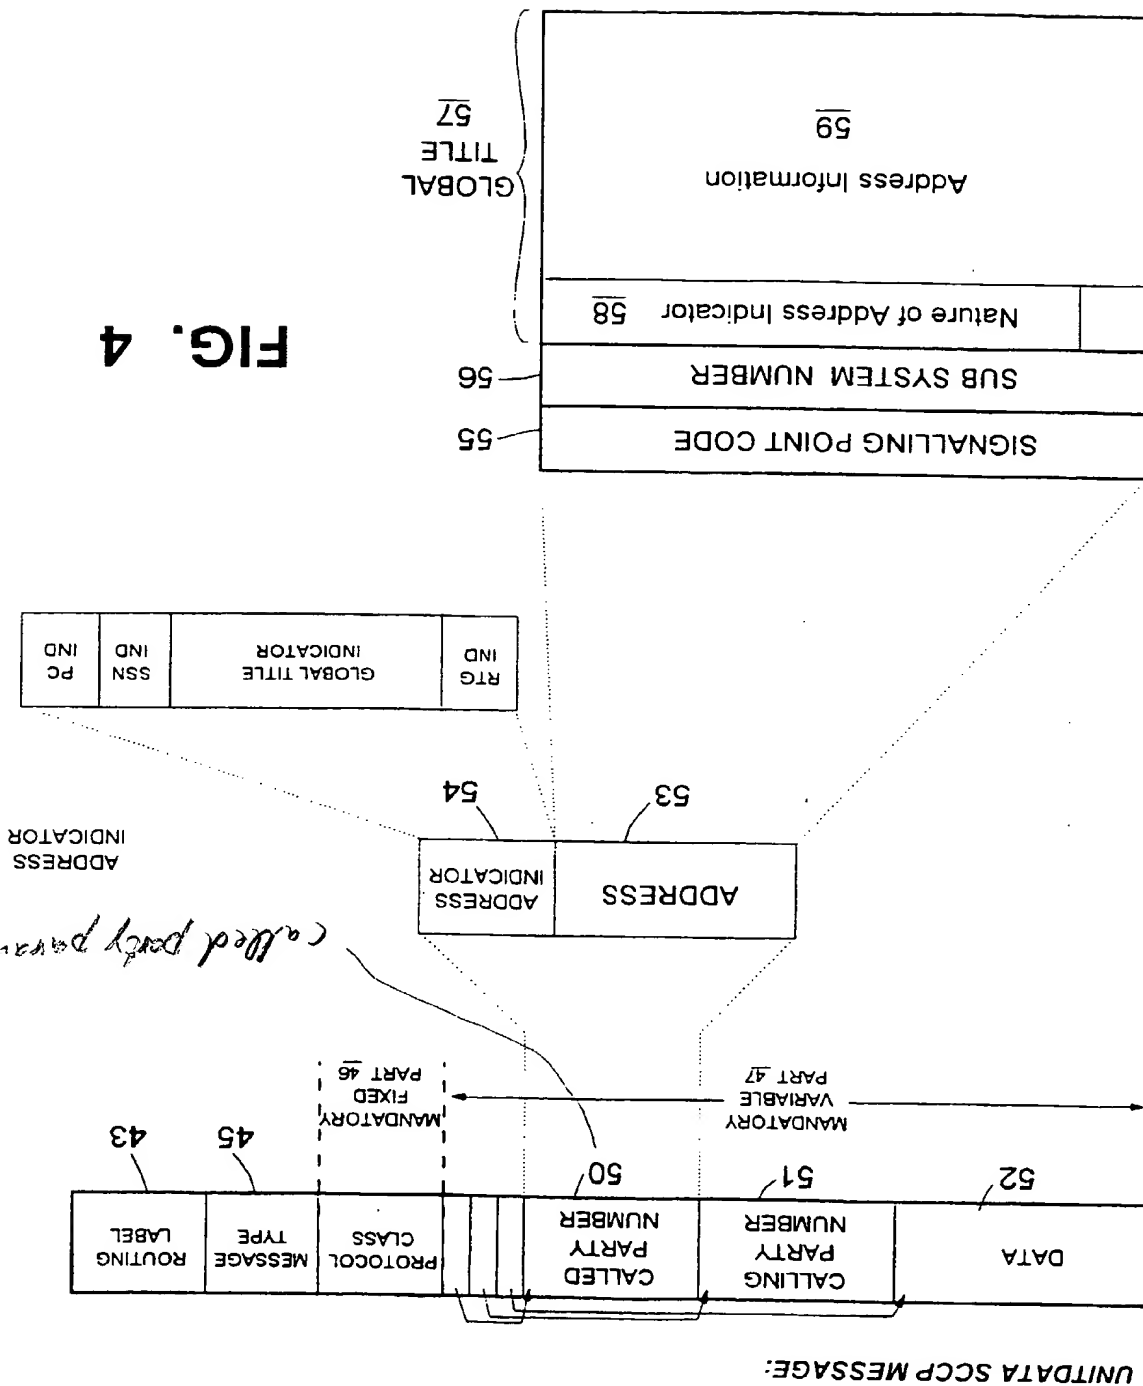 UNITDATA SCCP MESSAGE:
DATA
CALLING
PARTY
NUMBER
CALLED
PARTY
NUMBER
PROTOCOL
CLASS
MESSAGE
TYPE
ROUTING
LABEL
52
51
50
45
43
MANDATORY
VARIABLE
PART 47
MANDATORY
FIXED
PART 46
called party
ADDRESS
ADDRESS
INDICATOR
53
54
ADDRESS
INDICATOR
RTG
IND
GLOBAL TITLE
INDICATOR
SSN
IND
PC
IND
SIGNALLING POINT CODE
55
SUB SYSTEM NUMBER
56
Nature of Address Indicator 58
Address Information
59
GLOBAL
TITLE
57
FIG. 4